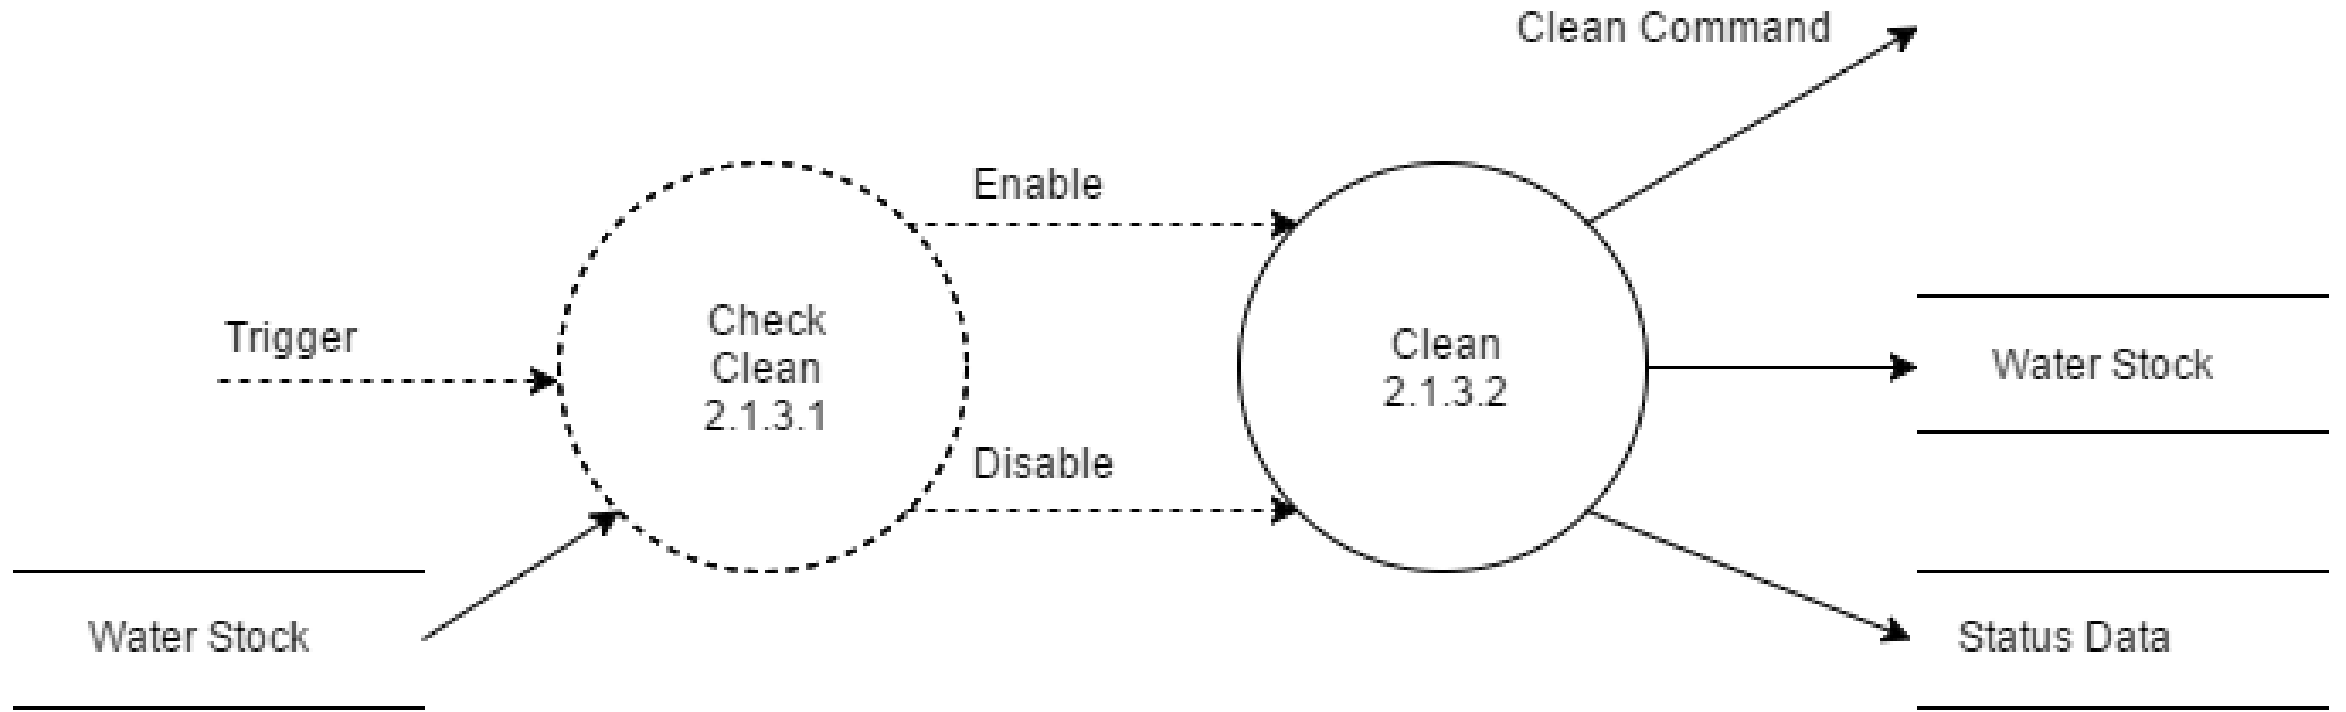 Clean Command
Enable
Trigger
Check
Clean
2.1.3.1
Clean
2.1.3.2
Water Stock
Disable
Water Stock
Status Data